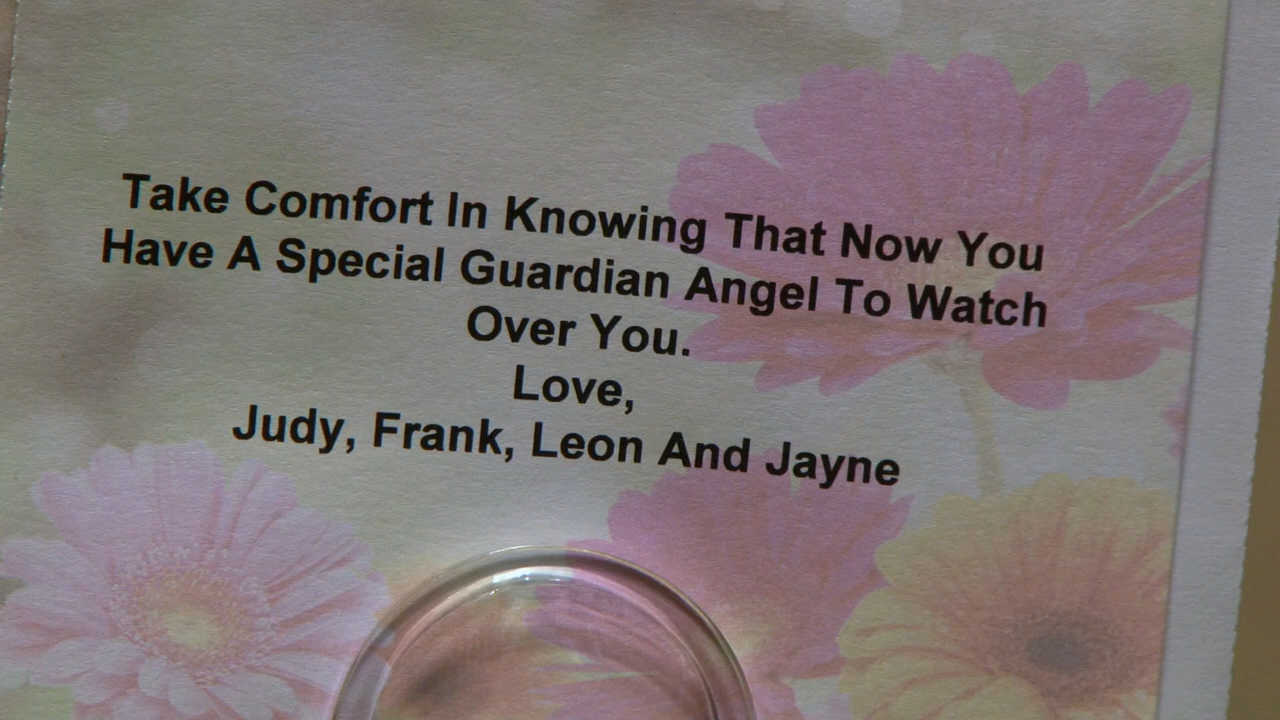 Take Comfort In Knowing That Now You
Have A Special Guardian Angel To Watch
Over You.
Love,
Judy, Frank, Leon And Jayne